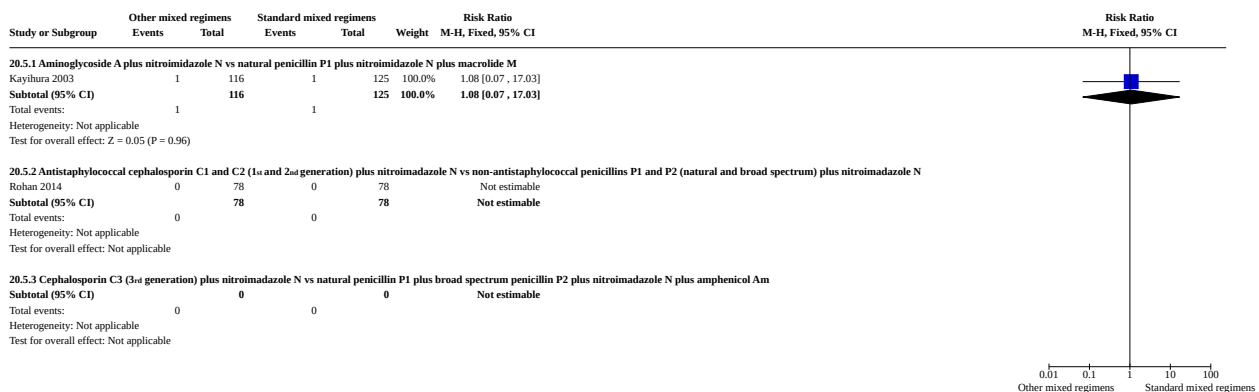 Other mixed regimens Standard mixed regimens Risk Ratio Risk Ratio
Study or Subgroup Events Total Events Total Weight M-H, Fixed, 95% CI M-H, Fixed, 95% CI
20.5.1 Aminoglycoside A plus nitroimidazole N vs natural penicillin P1 plus nitroimidazole N plus macrolide M
Kayihura 2003 1 116 1 125 100.0% 1.08 [0.07 , 17.03]
Subtotal (95% CI) 116 125 100.0% 1.08 [0.07 , 17.03]
Total events: 1 1
Heterogeneity: Not applicable
Test for overall effect: Z = 0.05 (P = 0.96)
20.5.2 Antistaphylococcal cephalosporin C1 and C2 (1st and 2nd generation) plus nitroimadazole N vs non-antistaphylococcal penicillins P1 and P2 (natural and broad spectrum) plus nitroimadazole N
Rohan 2014 0 78 0 78 Not estimable
Subtotal (95% CI) 78 78 Not estimable
Total events: 0 0
Heterogeneity: Not applicable
Test for overall effect: Not applicable
20.5.3 Cephalosporin C3 (3rd generation) plus nitroimadazole N vs natural penicillin P1 plus broad spectrum penicillin P2 plus nitroimadazole N plus amphenicol Am
Subtotal (95% CI) 0 0 Not estimable
Total events: 0 0
Heterogeneity: Not applicable
Test for overall effect: Not applicable
0.01 0.1 1 10 100
Other mixed regimens Standard mixed regimens